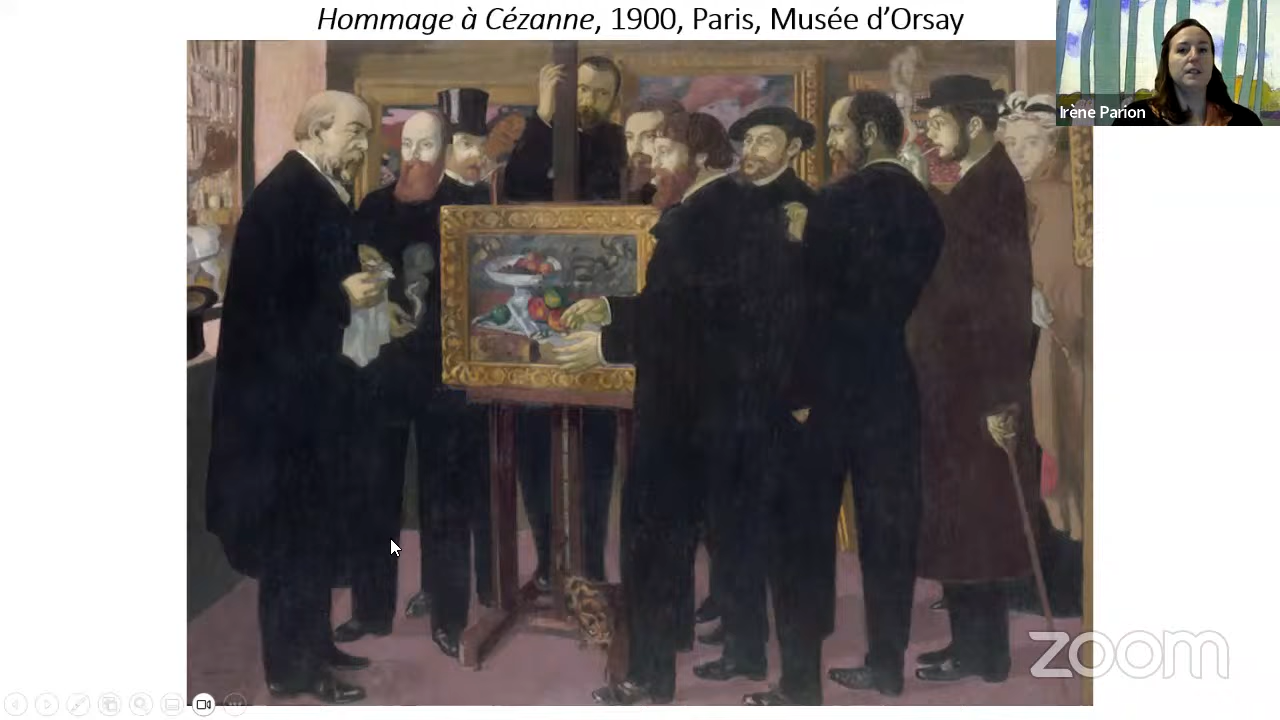 Hommage à Cézanne, 1900, Paris, Musée d’Orsay
Irène Parion
zoom